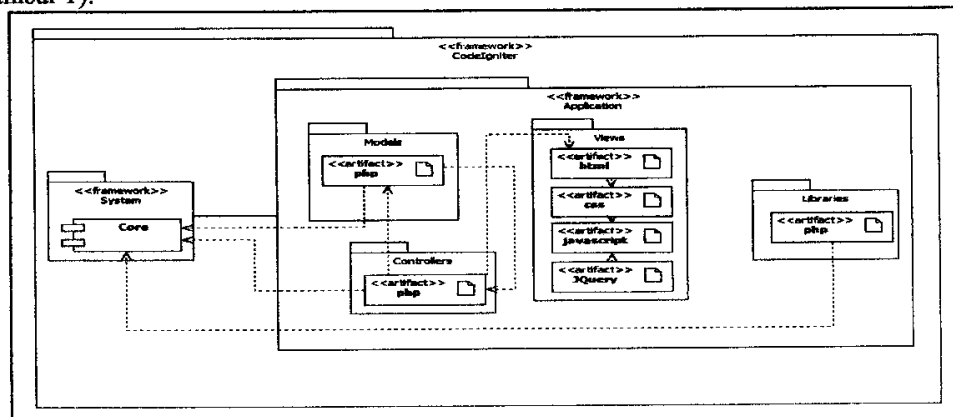 <<framework>>
CodeIgniter
<<framework>>
Application
Models
<<artifact>>
php
Views
<<artifact>>
html
<<artifact>>
css
<<artifact>>
javascript
<<artifact>>
JQuery
<<framework>>
System
Core
Controllers
<<artifact>>
php
Libraries
<<artifact>>
php